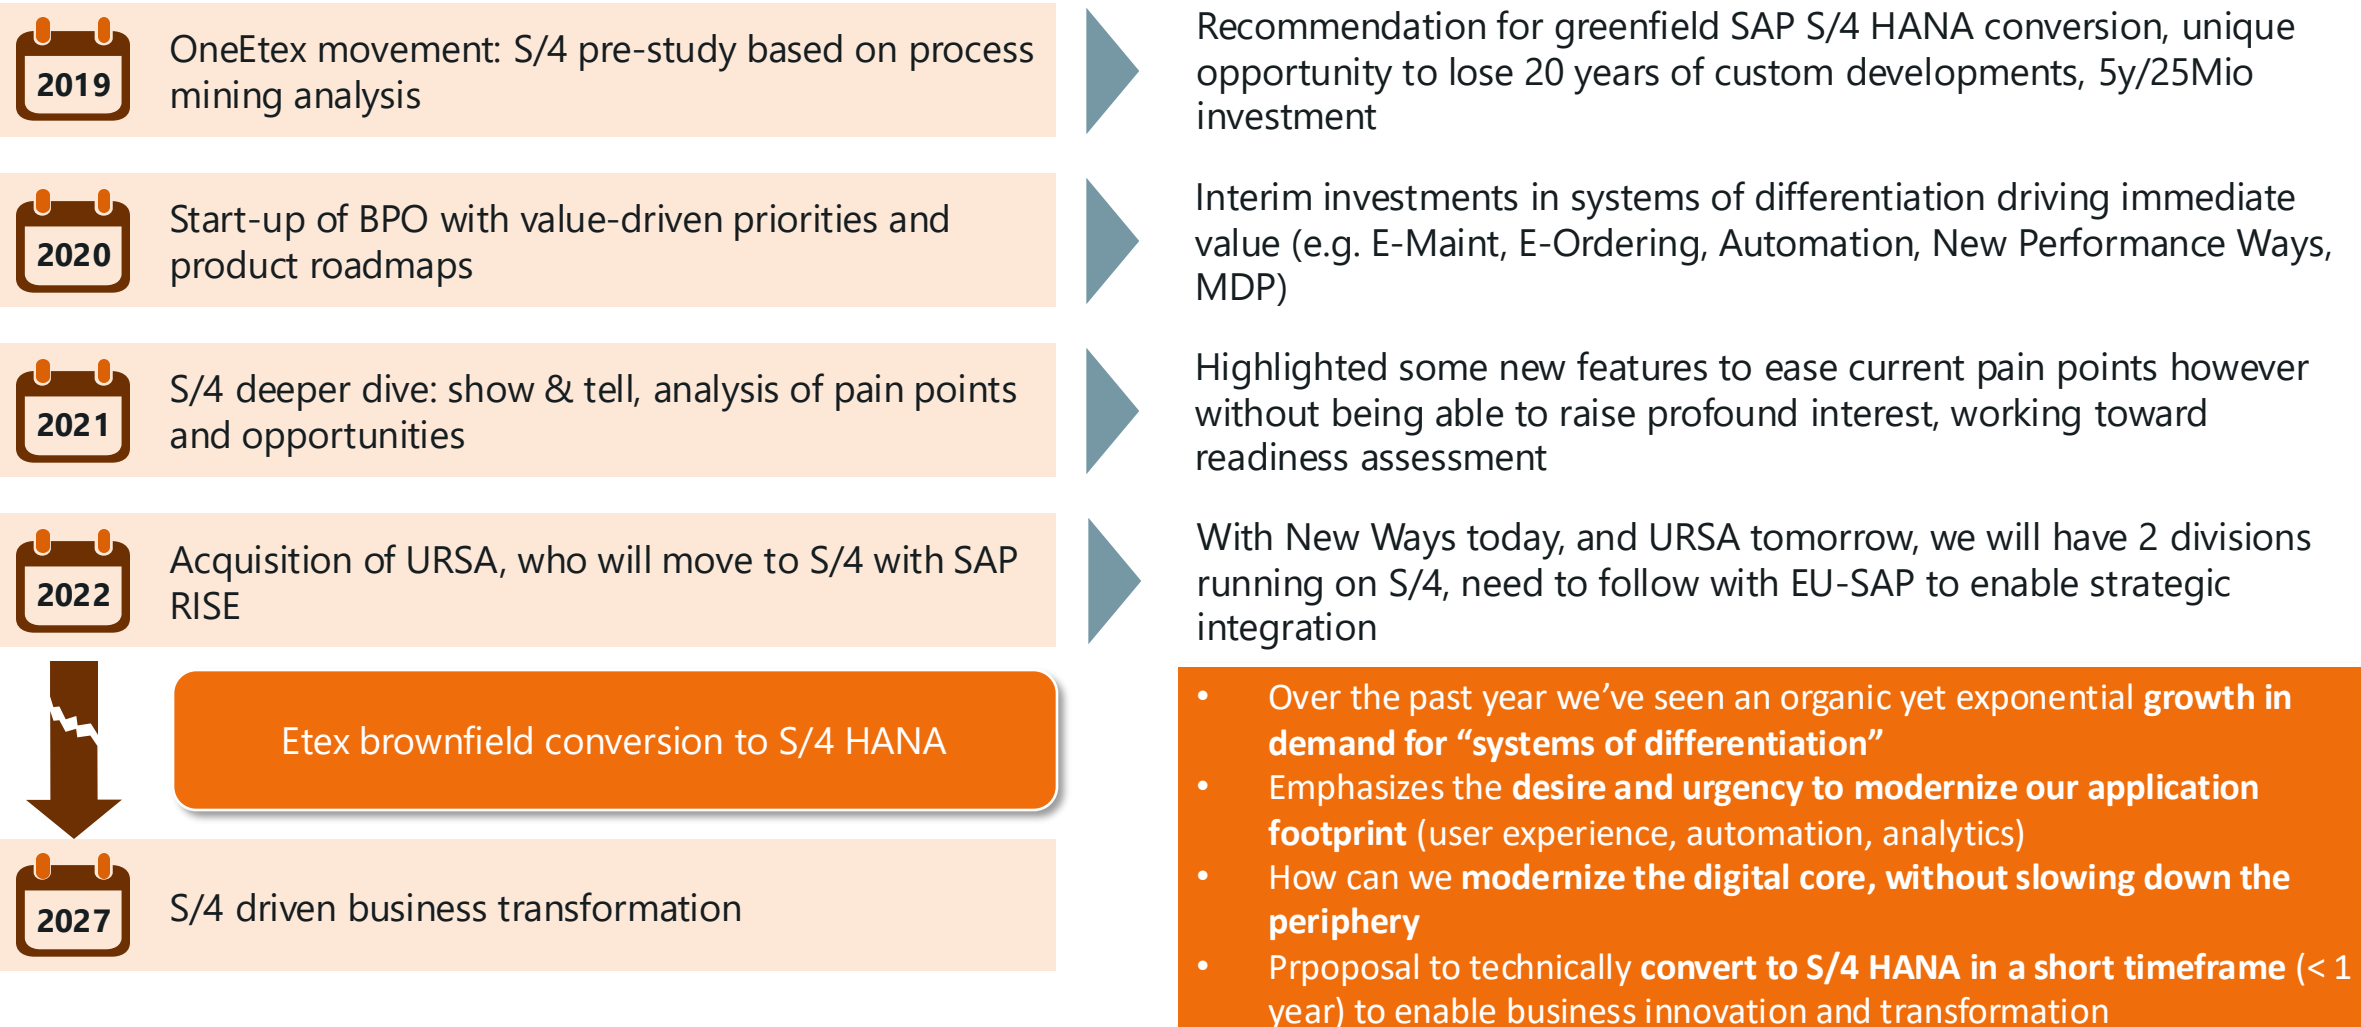 2019
OneEtex movement: S/4 pre-study based on process
mining analysis
Recommendation for greenfield SAP S/4 HANA conversion, unique
opportunity to lose 20 years of custom developments, 5y/25Mio
investment
2020
Start-up of BPO with value-driven priorities and
product roadmaps
Interim investments in systems of differentiation driving immediate
value (e.g. E-Maint, E-Ordering, Automation, New Performance Ways,
MDP)
2021
S/4 deeper dive: show & tell, analysis of pain points
and opportunities
Highlighted some new features to ease current pain points however
without being able to raise profound interest, working toward
readiness assessment
2022
Acquisition of URSA, who will move to S/4 with SAP
RISE
With New Ways today, and URSA tomorrow, we will have 2 divisions
running on S/4, need to follow with EU-SAP to enable strategic
integration
Etex brownfield conversion to S/4 HANA
2027
S/4 driven business transformation
• Over the past year we’ve seen an organic yet exponential growth in
demand for “systems of differentiation”
• Emphasizes the desire and urgency to modernize our application
footprint (user experience, automation, analytics)
• How can we modernize the digital core, without slowing down the
periphery
• Prpoposal to technically convert to S/4 HANA in a short timeframe (< 1
year) to enable business innovation and transformation